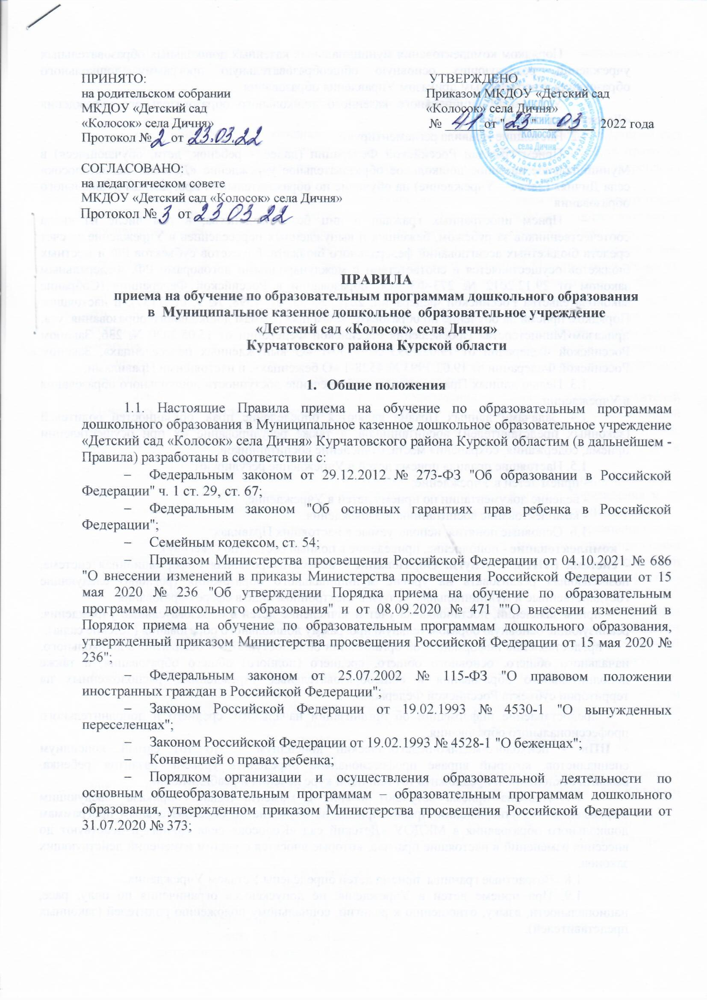 ПРИНЯТО:
на родительском собрании
МКДОУ «Детский сад
«Колосок» села Дичня»
Протокол № 2 от 23.03.22
УТВЕРЖДЕНО
Приказом МКДОУ «Детский сад
«Колосок» села Дичня»
№ 41 от "23" 03 2022 года
МКДОУ
"Детский сад
Колосок"
села Дичня"
СОГЛАСОВАНО:
на педагогическом совете
МКДОУ «Детский сад «Колосок» села Дичня»
Протокол № 3 от 23 03 22
ПРАВИЛА
приема на обучение по образовательным программам дошкольного образования
в Муниципальное казенное дошкольное образовательное учреждение
«Детский сад «Колосок» села Дичня»
Курчатовского района Курской области
1. Общие положения
1.1. Настоящие Правила приема на обучение по образовательным программам
дошкольного образования в Муниципальное казенное дошкольное образовательное учреждение
«Детский сад «Колосок» села Дичня» Курчатовского района Курской областим (в дальнейшем -
Правила) разработаны в соответствии с:
– Федеральным законом от 29.12.2012 № 273-ФЗ "Об образовании в Российской
Федерации" ч. 1 ст. 29, ст. 67;
– Федеральным законом "Об основных гарантиях прав ребенка в Российской
Федерации";
– Семейным кодексом, ст. 54;
– Приказом Министерства просвещения Российской Федерации от 04.10.2021 № 686
"О внесении изменений в приказы Министерства просвещения Российской Федерации от 15
мая 2020 № 236 "Об утверждении Порядка приема на обучение по образовательным
программам дошкольного образования" и от 08.09.2020 № 471 ""О внесении изменений в
Порядок приема на обучение по образовательным программам дошкольного образования,
утвержденный приказом Министерства просвещения Российской Федерации от 15 мая 2020 №
236";
– Федеральным законом от 25.07.2002 № 115-ФЗ "О правовом положении
иностранных граждан в Российской Федерации";
– Законом Российской Федерации от 19.02.1993 № 4530-1 "О вынужденных
переселенцах";
– Законом Российской Федерации от 19.02.1993 № 4528-1 "О беженцах";
– Конвенцией о правах ребенка;
– Порядком организации и осуществления образовательной деятельности по
основным общеобразовательным программам – образовательным программам дошкольного
образования, утвержденном приказом Министерства просвещения Российской Федерации от
31.07.2020 № 373;